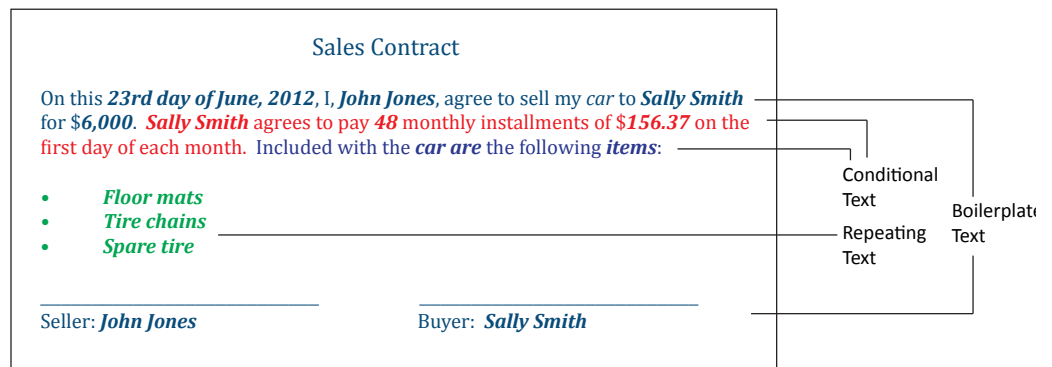 Sales Contract
On this 23rd day of June, 2012, I, John Jones, agree to sell my car to Sally Smith
for $6,000. Sally Smith agrees to pay 48 monthly installments of $156.37 on the
first day of each month. Included with the car are the following items:
• Floor mats
• Tire chains
• Spare tire
Seller: John Jones
Buyer: Sally Smith
Conditional
Text
Repeating
Text
Boilerplate
Text